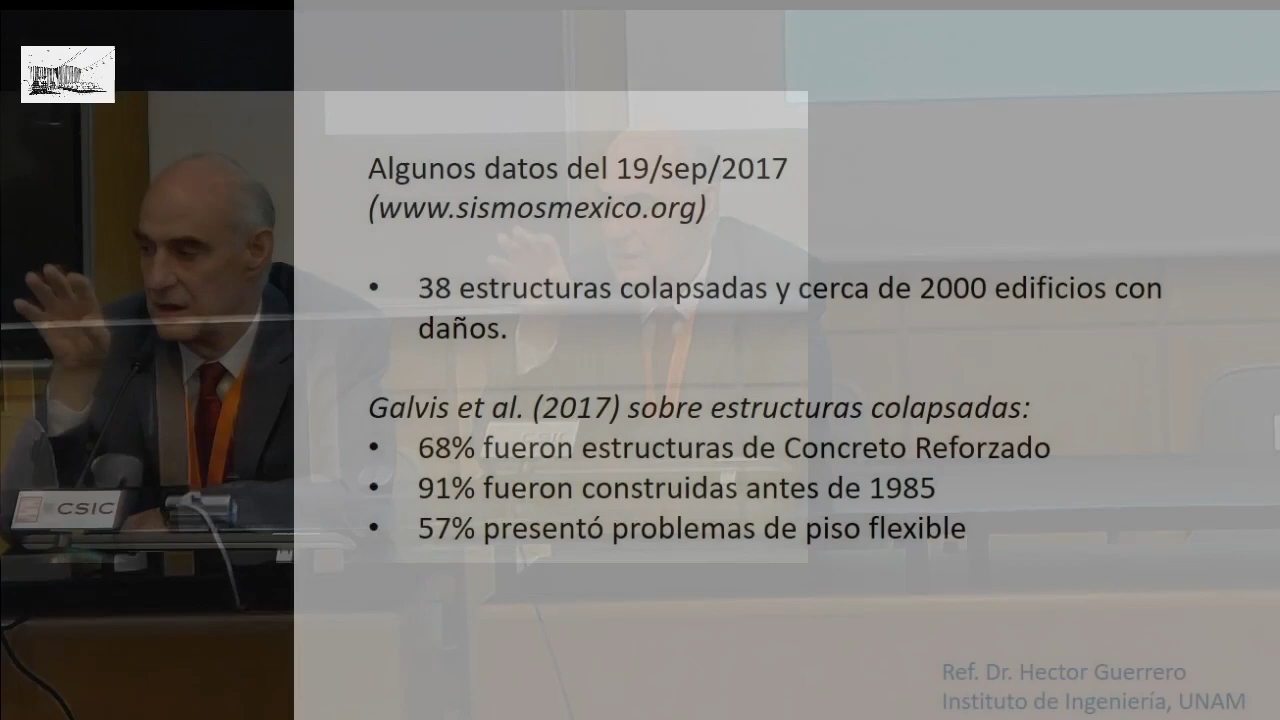 Algunos datos del 19/sep/2017
(www.sismosmexico.org)
• 38 estructuras colapsadas y cerca de 2000 edificios con
daños.
Galvis et al. (2017) sobre estructuras colapsadas:
• 68% fueron estructuras de Concreto Reforzado
• 91% fueron construidas antes de 1985
• 57% presentó problemas de piso flexible
CSIC
Ref. Dr. Hector Guerrero
Instituto de Ingeniería, UNAM